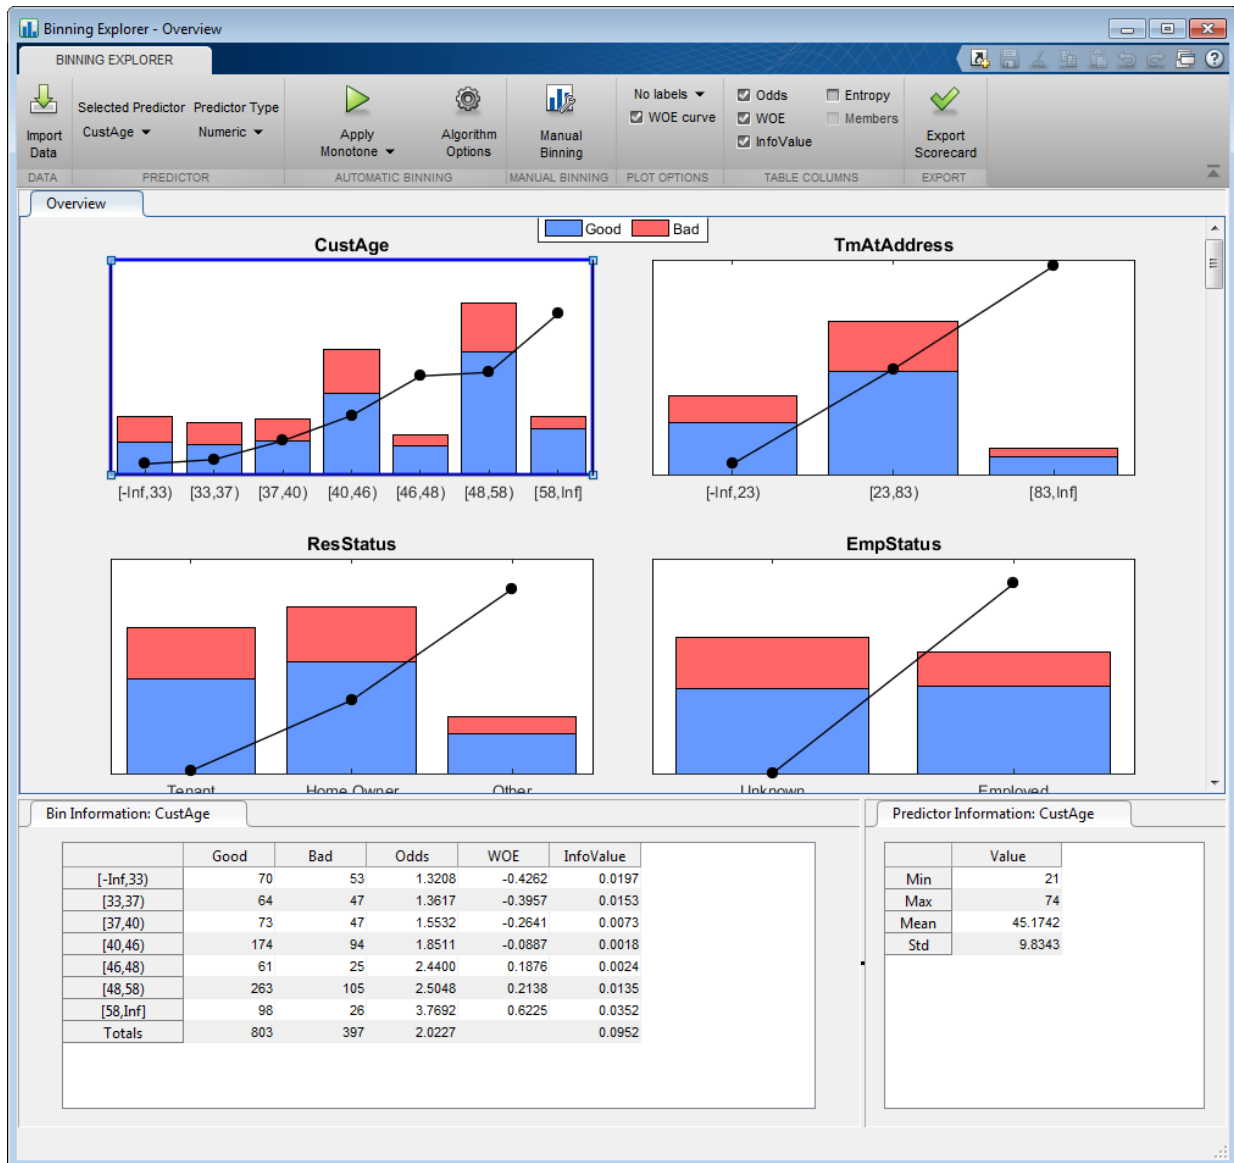 Binning Explorer - Overview
BINNING EXPLORER
Import Data
Selected Predictor Predictor Type
CustAge Numeric
Apply Monotone
Algorithm Options
Manual Binning
No labels
WOE curve
Odds Entropy
WOE Members
InfoValue
Export Scorecard
DATA PREDICTOR AUTOMATIC BINNING MANUAL BINNING PLOT OPTIONS TABLE COLUMNS EXPORT
Overview
Good Bad
CustAge
[-Inf,33) [33,37) [37,40) [40,46) [46,48) [48,58) [58,Inf]
TmAtAddress
[-Inf,23) [23,83) [83,Inf]
ResStatus
Tenant Home Owner Other
EmpStatus
Unknown Employed
Bin Information: CustAge
Good Bad Odds WOE InfoValue
[-Inf,33) 70 53 1.3208 -0.4262 0.0197
[33,37) 64 47 1.3617 -0.3957 0.0153
[37,40) 73 47 1.5532 -0.2641 0.0073
[40,46) 174 94 1.8511 -0.0887 0.0018
[46,48) 61 25 2.4400 0.1876 0.0024
[48,58) 263 105 2.5048 0.2138 0.0135
[58,Inf] 98 26 3.7692 0.6225 0.0352
Totals 803 397 2.0227 0.0952
Predictor Information: CustAge
Value
Min 21
Max 74
Mean 45.1742
Std 9.8343